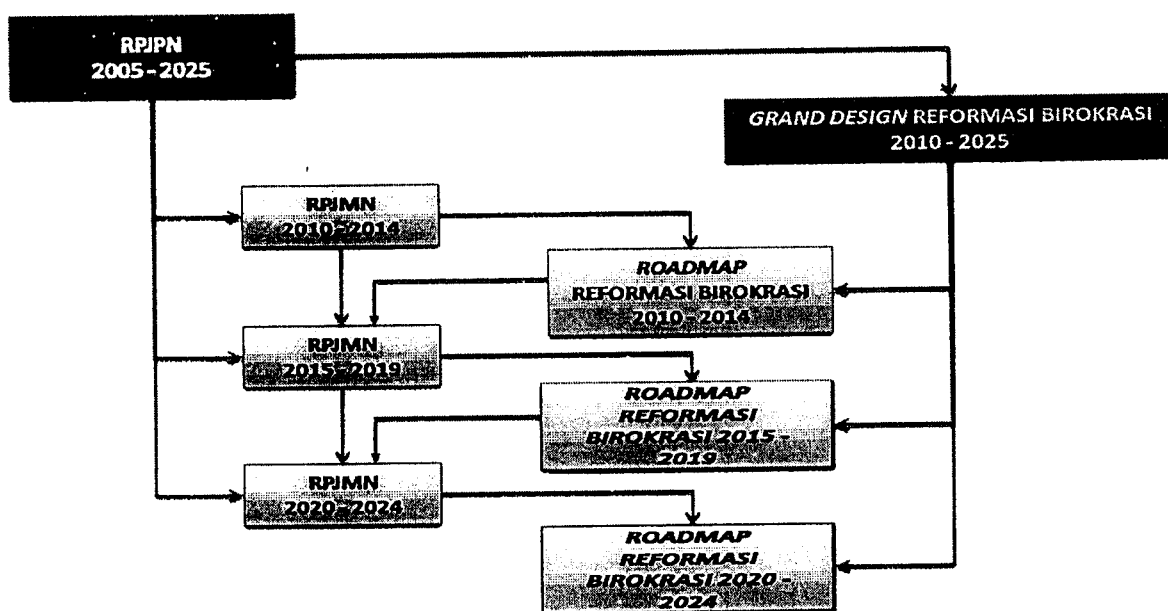 RPJPN
2005 - 2025
GRAND DESIGN REFORMASI BIROKRASI
2010 - 2025
RPJMN
2010 - 2014
ROADMAP
REFORMASI BIROKRASI
2010 - 2014
RPJMN
2015 - 2019
ROADMAP
REFORMASI
BIROKRASI 2015 -
2019
RPJMN
2020 - 2024
ROADMAP
REFORMASI
BIROKRASI 2020 -
2024